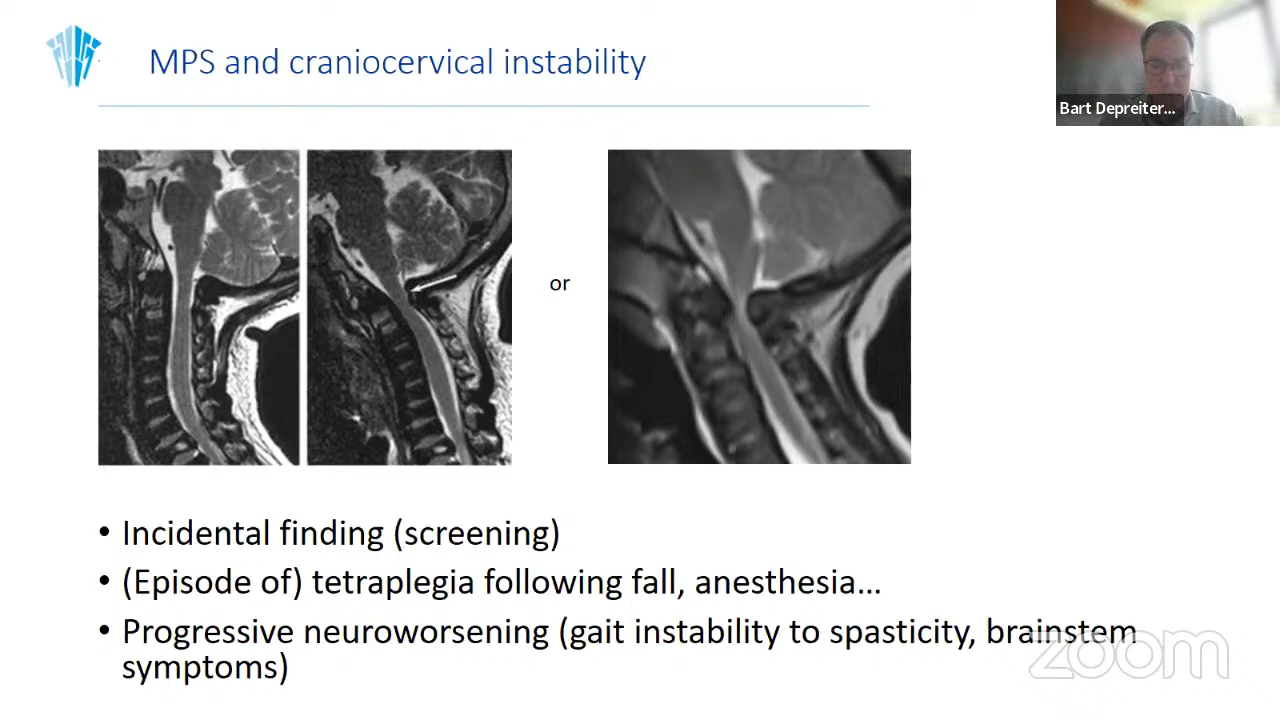 MPS and craniocervical instability
Bart Depreiter...
or
• Incidental finding (screening)
• (Episode of) tetraplegia following fall, anesthesia...
• Progressive neuroworsening (gait instability to spasticity, brainstem
symptoms)
zoom